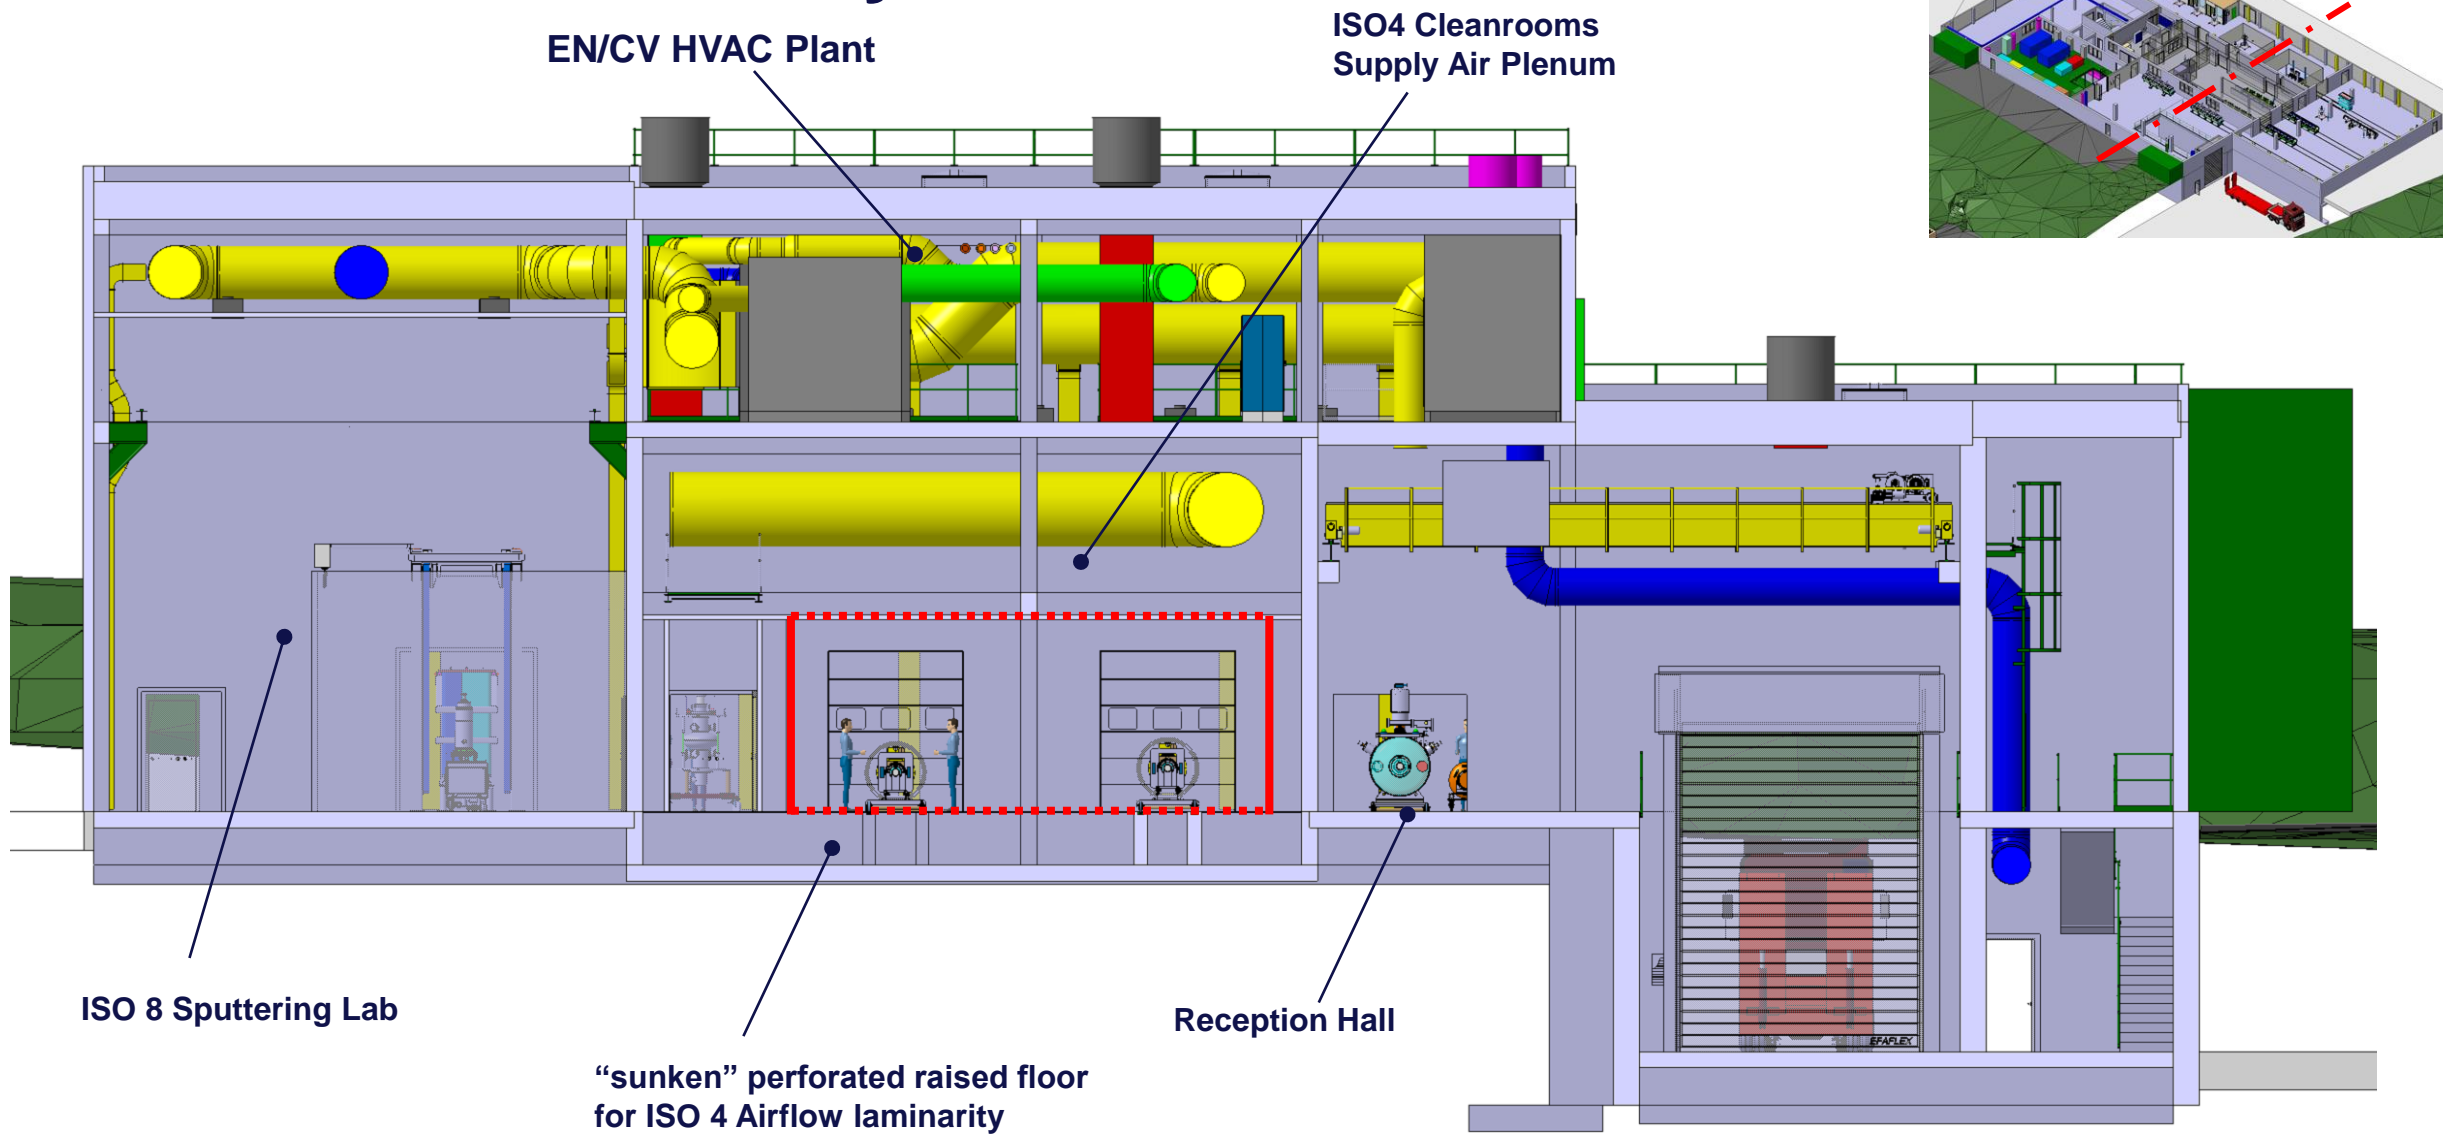 EN/CV HVAC Plant
ISO4 Cleanrooms
Supply Air Plenum
ISO 8 Sputtering Lab
Reception Hall
EFAFLEX
“sunken” perforated raised floor
for ISO 4 Airflow laminarity